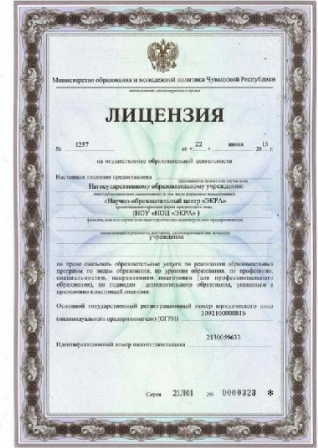 Министерство образования и молодежной политики Чувашской Республики
наименование лицензирующего органа
ЛИЦЕНЗИЯ
№ 1257 от « 22 » июня 20 15 г.
на осуществление образовательной деятельности
Настоящая лицензия предоставлена
Негосударственному образовательному учреждению
«Научно-образовательный центр «ЭКРА»
(НОУ «НОЦ «ЭКРА»)
учреждение
на право оказывать образовательные услуги по реализации образовательных
программ по видам образования, по уровням образования, по профессиям,
специальностям, направлениям подготовки (для профессионального
образования), по подвидам дополнительного образования, указанным в
приложении к настоящей лицензии.
Основной государственный регистрационный номер юридического лица
(индивидуального предпринимателя) (ОГРН)
Идентификационный номер налогоплательщика
Серия 21Л01 № 0000323 *